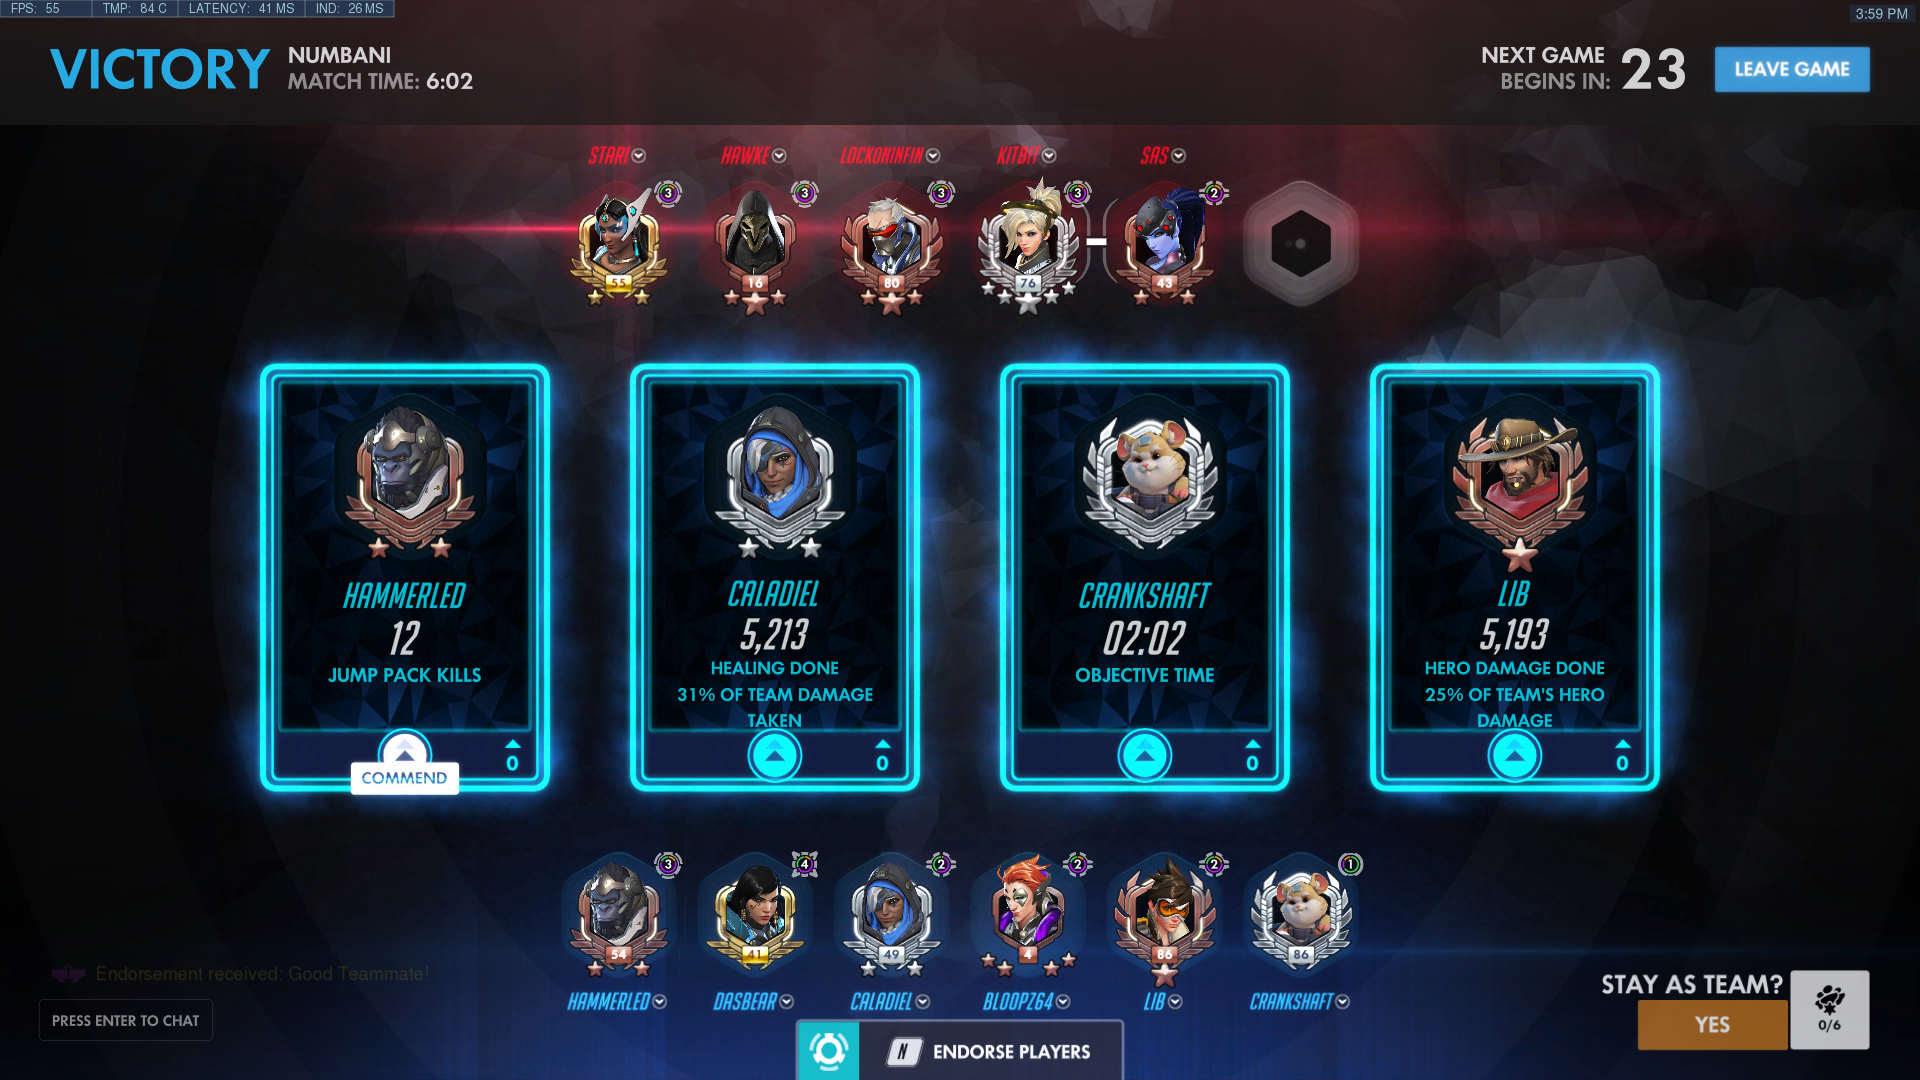 FPS: 55 TMP: 84 C LATENCY: 41 MS IND: 26 MS
3:59 PM
VICTORY
NUMBANI
MATCH TIME: 6:02
NEXT GAME
BEGINS IN: 23
LEAVE GAME
STARI HAWKE LOCKONINFIN KITBIT SAS
3 3 3 3 2
55 16 80 76 43
HAMMERLED
12
JUMP PACK KILLS
COMMEND
0
CALADIEL
5,213
HEALING DONE
31% OF TEAM DAMAGE
TAKEN
0
CRANKSHAFT
02:02
OBJECTIVE TIME
0
LIB
5,193
HERO DAMAGE DONE
25% OF TEAM'S HERO
DAMAGE
0
3 4 2 2 2 1
54 41 49 4 86 86
HAMMERLED DASBEAR CALADIEL BLOOPZ64 LIB CRANKSHAFT
Endorsement received: Good Teammate!
PRESS ENTER TO CHAT
N ENDORSE PLAYERS
STAY AS TEAM?
YES
0/6